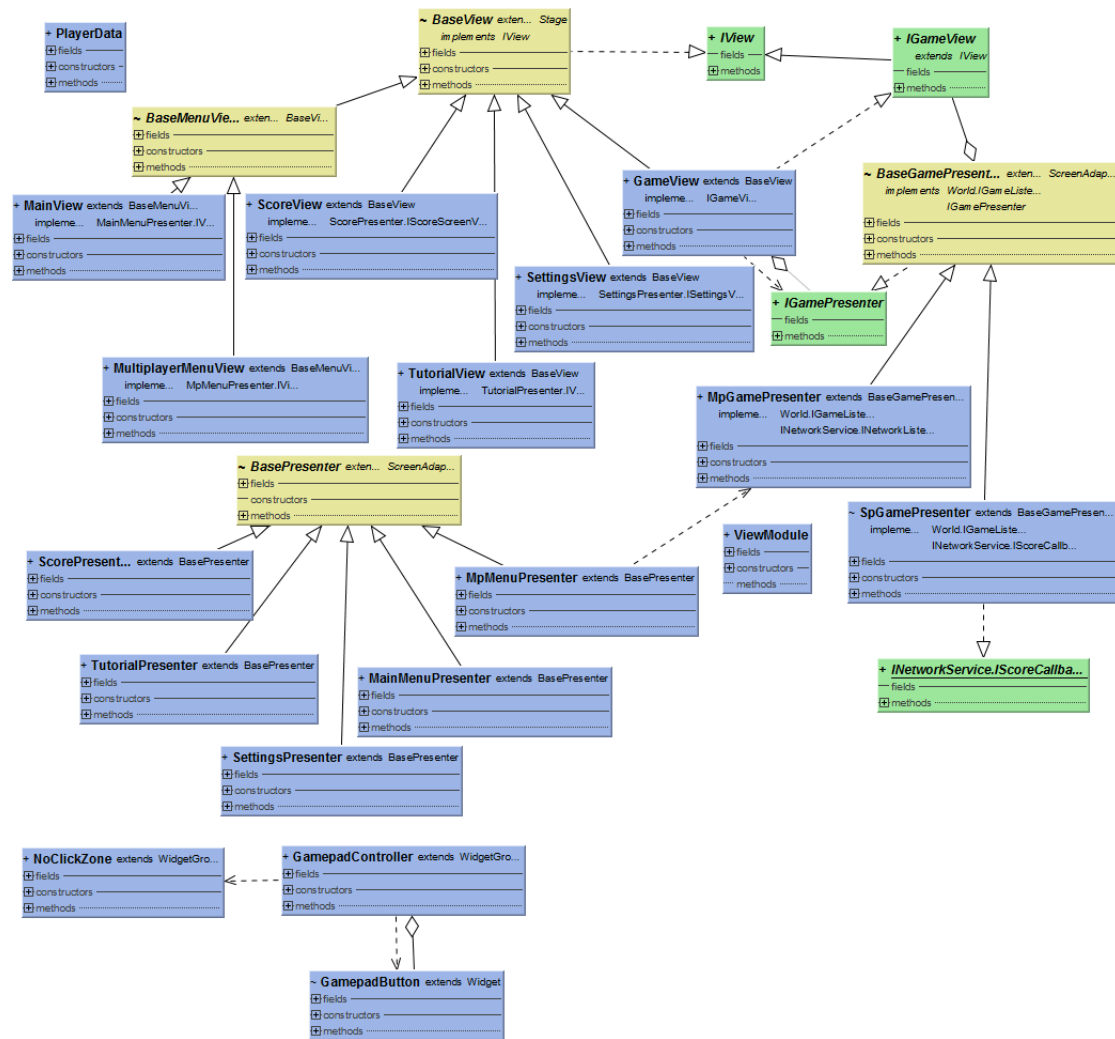 + PlayerData
fields
constructors
methods
~ BaseView exten... Stage
implements IView
fields
constructors
methods
+ IView
fields
methods
+ IGameView
extends IView
fields
methods
~ BaseMenuVie... exten... BaseVi...
fields
constructors
methods
~ BaseGamePresent... exten... ScreenAdap...
implements World.IGameListe...
IGamePresenter
fields
constructors
methods
+ MainView extends BaseMenuVi...
impleme... MainMenuPresenter.IV...
fields
constructors
methods
+ ScoreView extends BaseView
impleme... ScorePresenter.IScoreScreenV...
fields
constructors
methods
+ GameView extends BaseView
impleme... IGameVi...
fields
constructors
methods
+ SettingsView extends BaseView
impleme... SettingsPresenter.ISettingsV...
fields
constructors
methods
+ IGamePresenter
fields
methods
+ MultiplayerMenuView extends BaseMenuVi...
impleme... MpMenuPresenter.IVi...
fields
constructors
methods
+ TutorialView extends BaseView
impleme... TutorialPresenter.IV...
fields
constructors
methods
+ MpGamePresenter extends BaseGamePresen...
impleme... World.IGameListe...
INetworkService.INetworkListe...
fields
constructors
methods
~ BasePresenter exten... ScreenAdap...
fields
constructors
methods
~ SpGamePresenter extends BaseGamePresen...
impleme... World.IGameListe...
INetworkService.IScoreCallb...
fields
constructors
methods
+ ViewModule
fields
constructors
methods
+ ScorePresent... extends BasePresenter
fields
constructors
methods
+ MpMenuPresenter extends BasePresenter
fields
constructors
methods
+ TutorialPresenter extends BasePresenter
fields
constructors
methods
+ MainMenuPresenter extends BasePresenter
fields
constructors
methods
+ INetworkService.IScoreCallba...
fields
methods
+ SettingsPresenter extends BasePresenter
fields
constructors
methods
+ NoClickZone extends WidgetGro...
fields
constructors
methods
+ GamepadController extends WidgetGro...
fields
constructors
methods
~ GamepadButton extends Widget
fields
constructors
methods